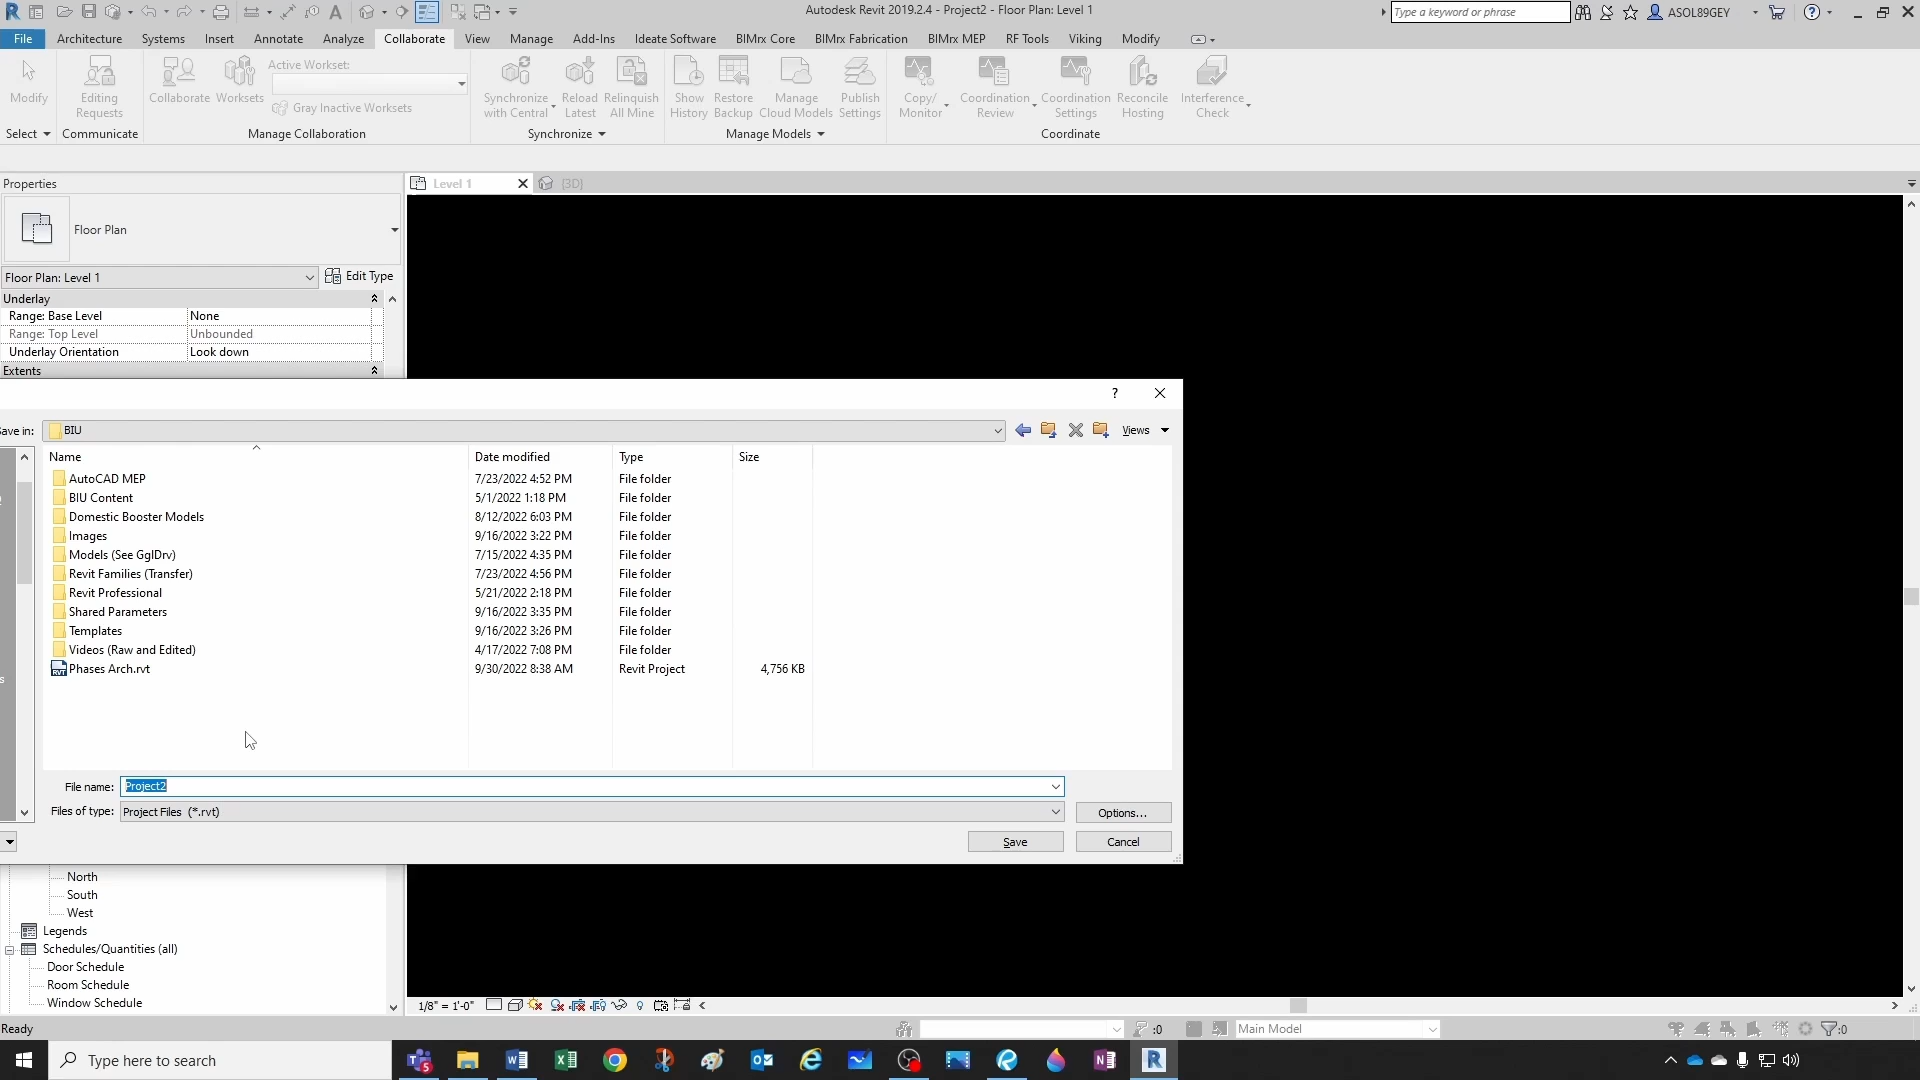 Autodesk Revit 2019.2.4 - Project2 - Floor Plan: Level 1
Type a keyword or phrase
ASOL89GEY
File Architecture Systems Insert Annotate Analyze Collaborate View Manage Add-Ins Ideate Software BIMrx Core BIMrx Fabrication BIMrx MEP RF Tools Viking Modify
Modify
Editing Requests
Collaborate
Worksets
Active Workset:
Gray Inactive Worksets
Synchronize with Central
Reload Latest
Relinquish All Mine
Show History
Restore Backup
Manage Cloud Models
Publish Settings
Copy/ Monitor
Coordination Review
Coordination Settings
Reconcile Hosting
Interference Check
Select
Communicate
Manage Collaboration
Synchronize
Manage Models
Coordinate
Properties
Level 1
{3D}
Floor Plan
Floor Plan: Level 1
Edit Type
Underlay
Range: Base Level None
Range: Top Level Unbounded
Underlay Orientation Look down
Extents
?
Save in: BIU
Views
Name Date modified Type Size
AutoCAD MEP 7/23/2022 4:52 PM File folder
BIU Content 5/1/2022 1:18 PM File folder
Domestic Booster Models 8/12/2022 6:03 PM File folder
Images 9/16/2022 3:22 PM File folder
Models (See GglDrv) 7/15/2022 4:35 PM File folder
Revit Families (Transfer) 7/23/2022 4:56 PM File folder
Revit Professional 5/21/2022 2:18 PM File folder
Shared Parameters 9/16/2022 3:35 PM File folder
Templates 9/16/2022 3:26 PM File folder
Videos (Raw and Edited) 4/17/2022 7:08 PM File folder
Phases Arch.rvt 9/30/2022 8:38 AM Revit Project 4,756 KB
s
File name: Project2
Files of type: Project Files (*.rvt)
Options...
Save
Cancel
North
South
West
Legends
Schedules/Quantities (all)
Door Schedule
Room Schedule
Window Schedule
1/8" = 1'-0"
Ready
:0
Main Model
:0
Type here to search
5